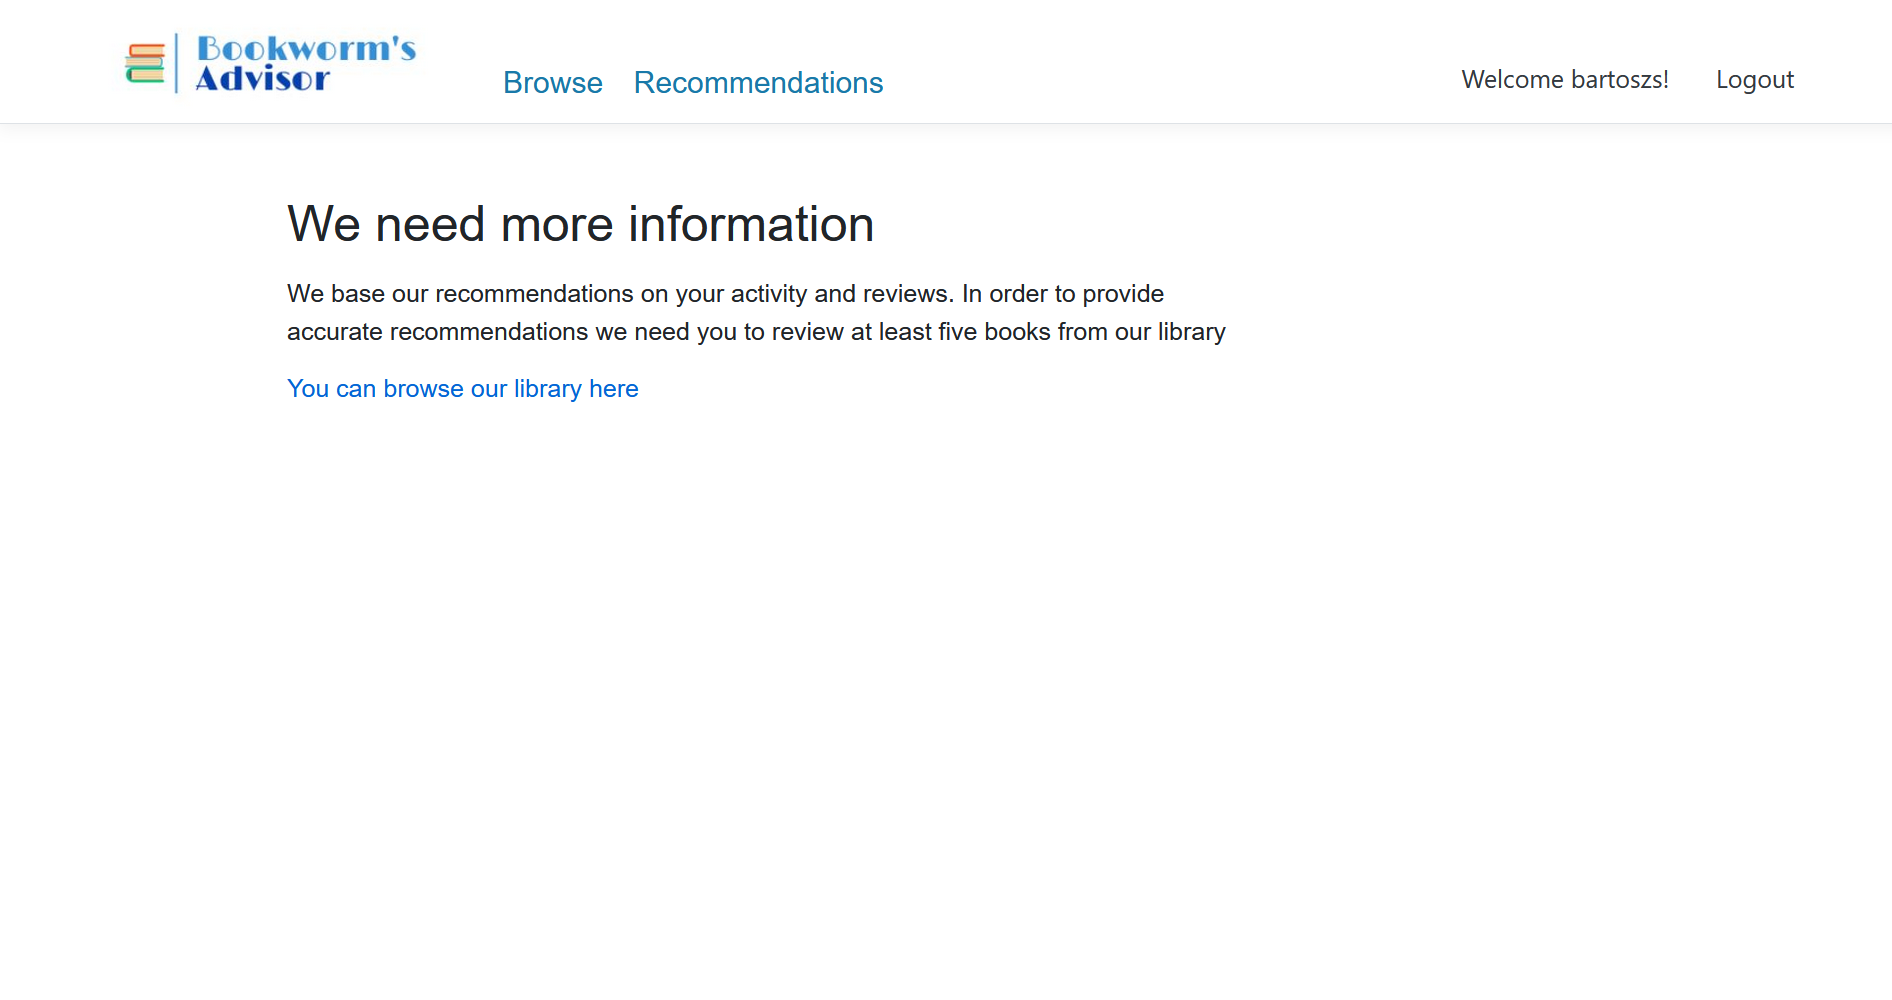 Bookworm's
Advisor
Browse Recommendations
Welcome bartoszs! Logout
We need more information
We base our recommendations on your activity and reviews. In order to provide
accurate recommendations we need you to review at least five books from our library
You can browse our library here